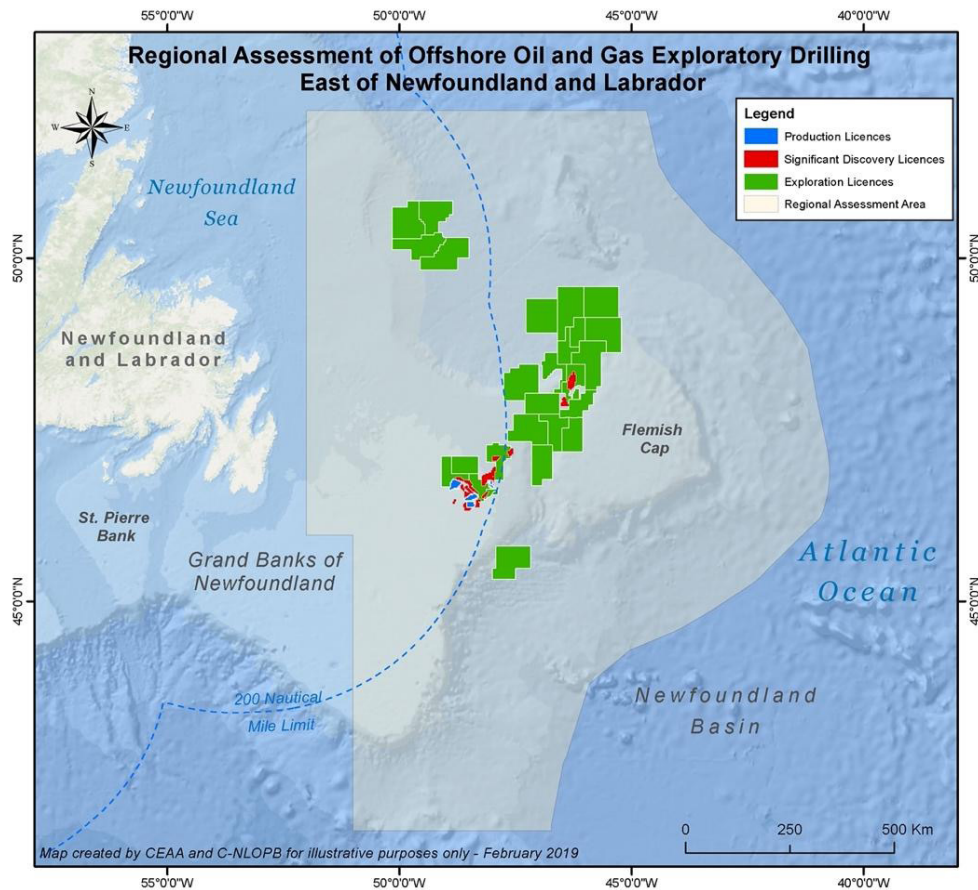 55°0'0"W
50°0'0"W
45°0'0"W
40°0'0"W
Regional Assessment of Offshore Oil and Gas Exploratory Drilling
East of Newfoundland and Labrador
N
W
E
S
Legend
Production Licences
Significant Discovery Licences
Exploration Licences
Regional Assessment Area
Newfoundland
Sea
50°0'0"N
50°0'0"N
Newfoundland
and Labrador
Flemish
Cap
St. Pierre
Bank
Grand Banks of
Newfoundland
Atlantic
Ocean
45°0'0"N
45°0'0"N
200 Nautical
Mile Limit
Newfoundland
Basin
0
250
500 Km
Map created by CEAA and C-NLOPB for illustrative purposes only - February 2019
55°0'0"W
50°0'0"W
45°0'0"W
40°0'0"W